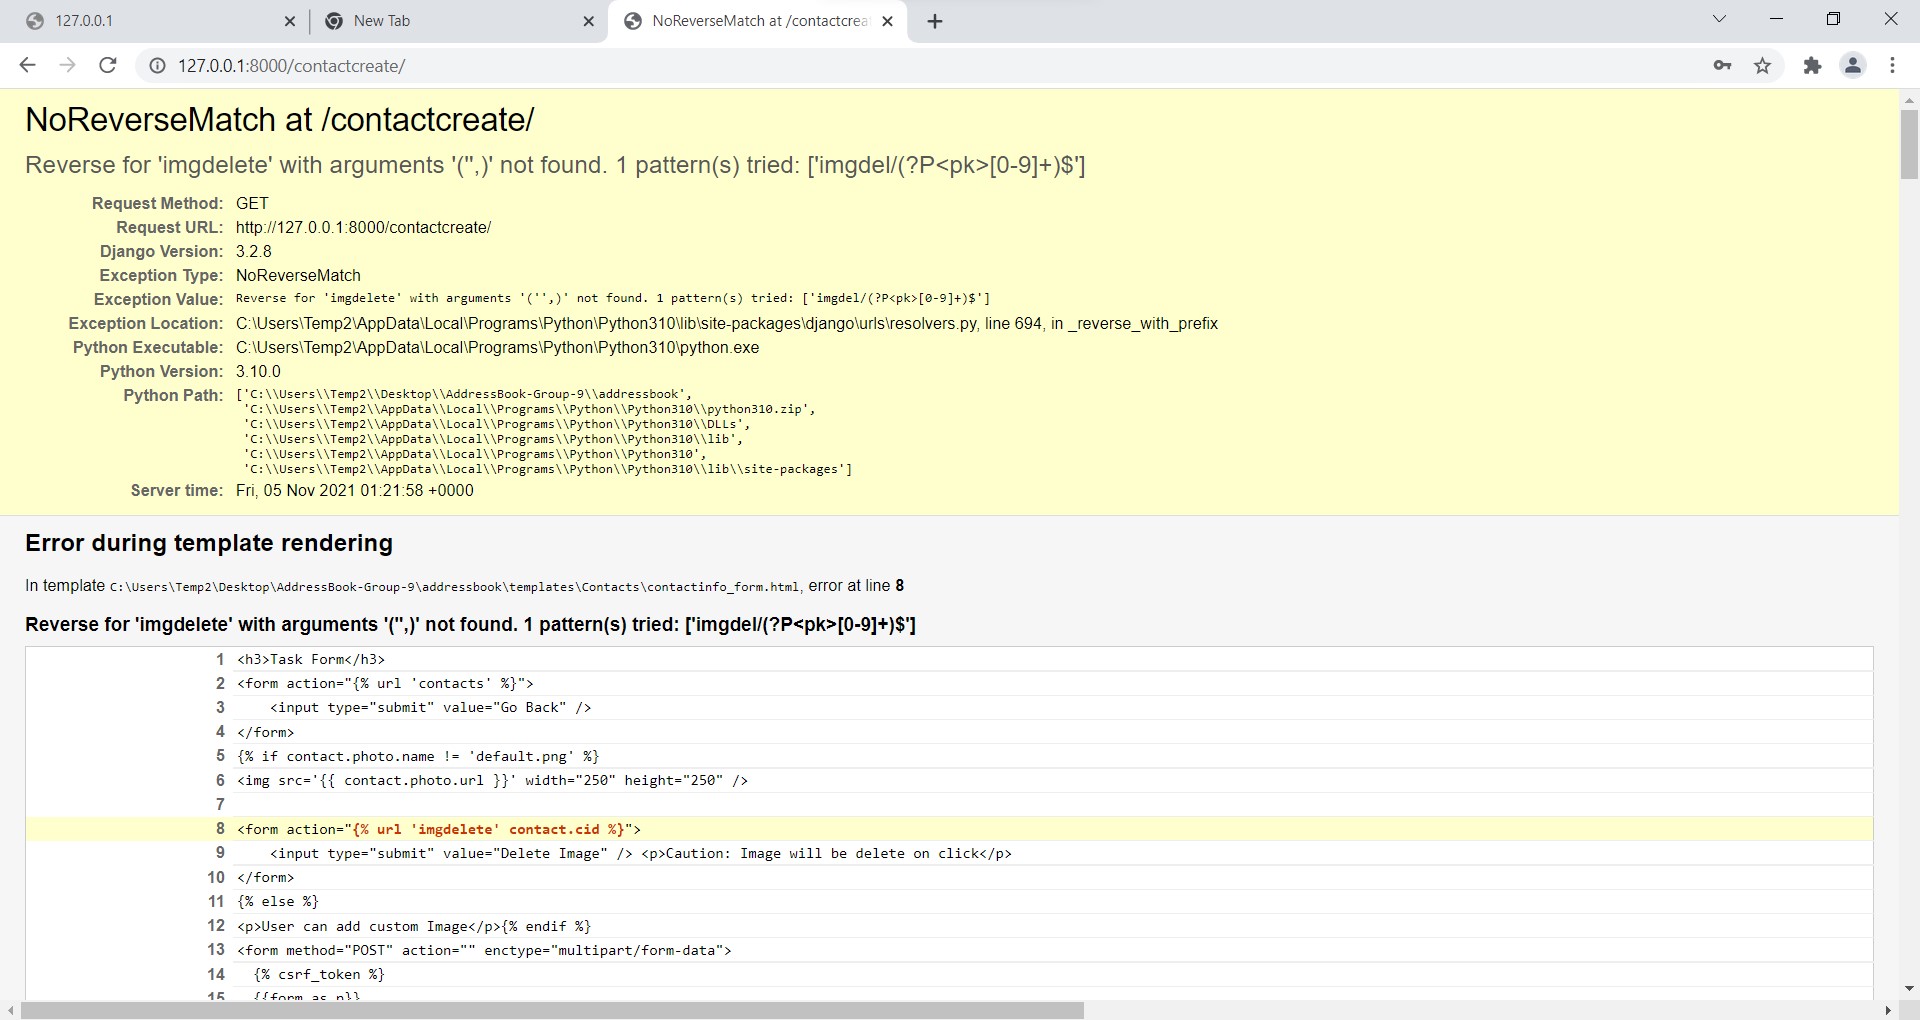 127.0.0.1
New Tab
NoReverseMatch at /contactcrea
127.0.0.1:8000/contactcreate/
NoReverseMatch at /contactcreate/
Reverse for 'imgdelete' with arguments '('',)' not found. 1 pattern(s) tried: ['imgdel/(?P<pk>[0-9]+)$']
Request Method: GET
Request URL: http://127.0.0.1:8000/contactcreate/
Django Version: 3.2.8
Exception Type: NoReverseMatch
Exception Value: Reverse for 'imgdelete' with arguments '('',)' not found. 1 pattern(s) tried: ['imgdel/(?P<pk>[0-9]+)$']
Exception Location: C:\Users\Temp2\AppData\Local\Programs\Python\Python310\lib\site-packages\django\urls\resolvers.py, line 694, in _reverse_with_prefix
Python Executable: C:\Users\Temp2\AppData\Local\Programs\Python\Python310\python.exe
Python Version: 3.10.0
Python Path: ['C:\\Users\\Temp2\\Desktop\\AddressBook-Group-9\\addressbook',
'C:\\Users\\Temp2\\AppData\\Local\\Programs\\Python\\Python310\\python310.zip',
'C:\\Users\\Temp2\\AppData\\Local\\Programs\\Python\\Python310\\DLLs',
'C:\\Users\\Temp2\\AppData\\Local\\Programs\\Python\\Python310\\lib',
'C:\\Users\\Temp2\\AppData\\Local\\Programs\\Python\\Python310',
'C:\\Users\\Temp2\\AppData\\Local\\Programs\\Python\\Python310\\lib\\site-packages']
Server time: Fri, 05 Nov 2021 01:21:58 +0000
Error during template rendering
In template C:\Users\Temp2\Desktop\AddressBook-Group-9\addressbook\templates\Contacts\contactinfo_form.html, error at line 8
Reverse for 'imgdelete' with arguments '('',)' not found. 1 pattern(s) tried: ['imgdel/(?P<pk>[0-9]+)$']
1 <h3>Task Form</h3>
2 <form action="{% url 'contacts' %}">
3 <input type="submit" value="Go Back" />
4 </form>
5 {% if contact.photo.name != 'default.png' %}
6 <img src='{{ contact.photo.url }}' width="250" height="250" />
7
8 <form action="{% url 'imgdelete' contact.cid %}">
9 <input type="submit" value="Delete Image" /> <p>Caution: Image will be delete on click</p>
10 </form>
11 {% else %}
12 <p>User can add custom Image</p>{% endif %}
13 <form method="POST" action="" enctype="multipart/form-data">
14 {% csrf_token %}
15 {{form.as_p}}